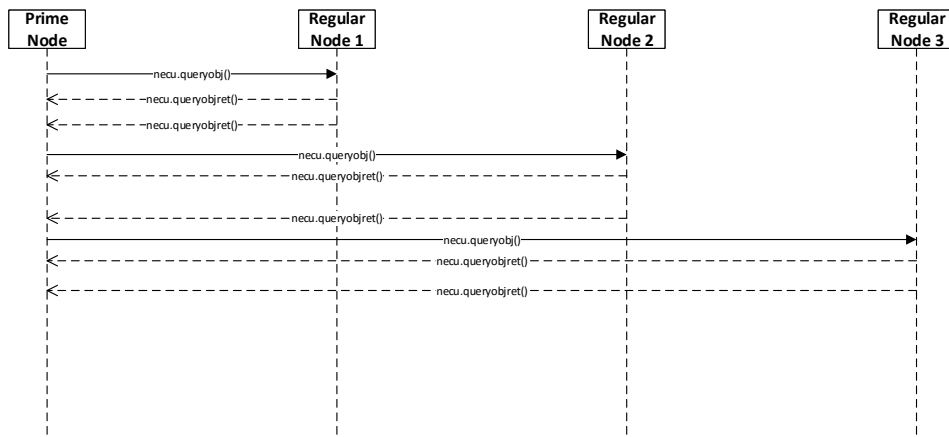 Prime
Node
Regular
Node 1
Regular
Node 2
Regular
Node 3
necu.queryobj()
necu.queryobjret()
necu.queryobjret()
necu.queryobj()
necu.queryobjret()
necu.queryobjret()
necu.queryobj()
necu.queryobjret()
necu.queryobjret()